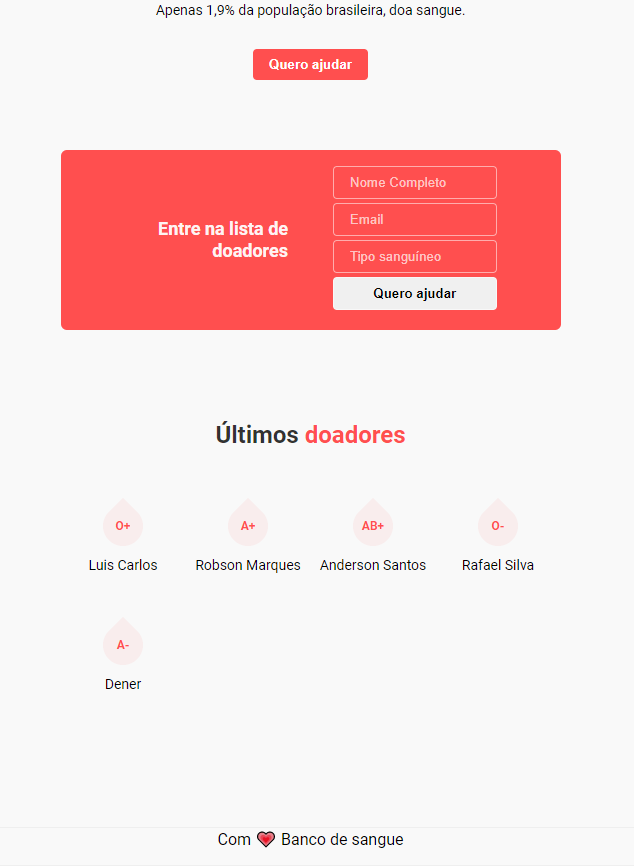 Apenas 1,9% da população brasileira, doa sangue.
Quero ajudar
Entre na lista de
doadores
Nome Completo
Email
Tipo sanguíneo
Quero ajudar
Últimos doadores
O+ A+ AB+ O-
Luis Carlos Robson Marques Anderson Santos Rafael Silva
A-
Dener
Com 💗 Banco de sangue